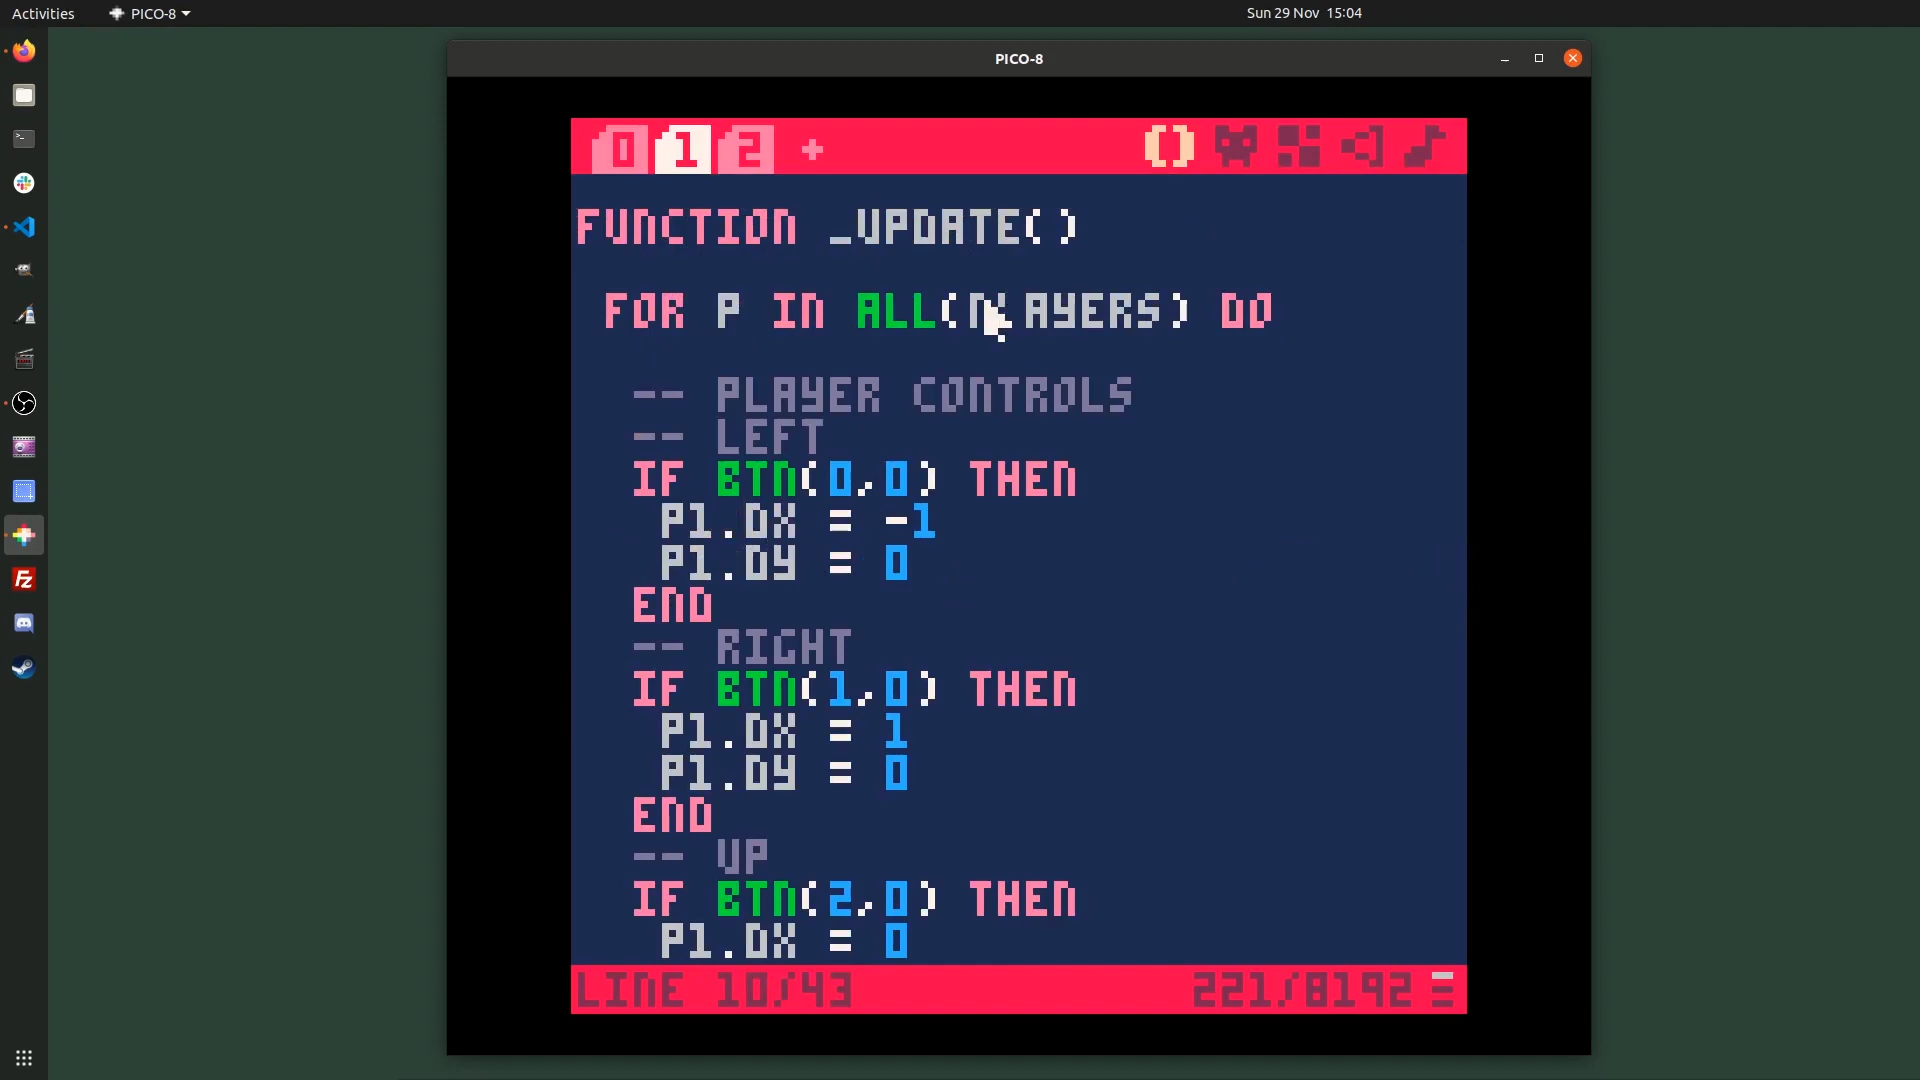 Activities
PICO-8
Sun 29 Nov 15:04
PICO-8
0 1 2 +
FUNCTION _UPDATE()
FOR P IN ALL(PLAYERS) DO
-- PLAYER CONTROLS
-- LEFT
IF BTN(0,0) THEN
P1.DX = -1
P1.DY = 0
END
-- RIGHT
IF BTN(1,0) THEN
P1.DX = 1
P1.DY = 0
END
-- UP
IF BTN(2,0) THEN
P1.DX = 0
LINE 10/43
221/8192